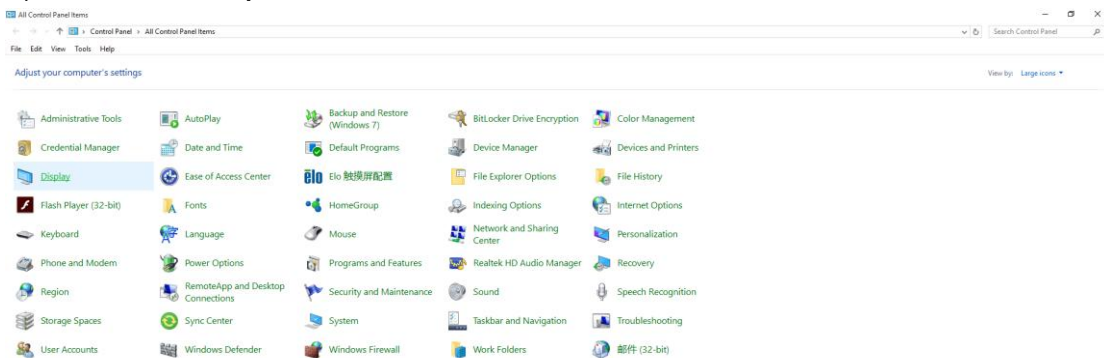 All Control Panel Items
Control Panel › All Control Panel Items
Search Control Panel
File Edit View Tools Help
Adjust your computer's settings
View by: Large icons
Administrative Tools
AutoPlay
Backup and Restore
(Windows 7)
BitLocker Drive Encryption
Color Management
Credential Manager
Date and Time
Default Programs
Device Manager
Devices and Printers
Display
Ease of Access Center
elo
Elo 触摸屏配置
File Explorer Options
File History
Flash Player (32-bit)
Fonts
HomeGroup
Indexing Options
Internet Options
Keyboard
Language
Mouse
Network and Sharing
Center
Personalization
Phone and Modem
Power Options
Programs and Features
Realtek HD Audio Manager
Recovery
Region
RemoteApp and Desktop
Connections
Security and Maintenance
Sound
Speech Recognition
Storage Spaces
Sync Center
System
Taskbar and Navigation
Troubleshooting
User Accounts
Windows Defender
Windows Firewall
Work Folders
邮件 (32-bit)